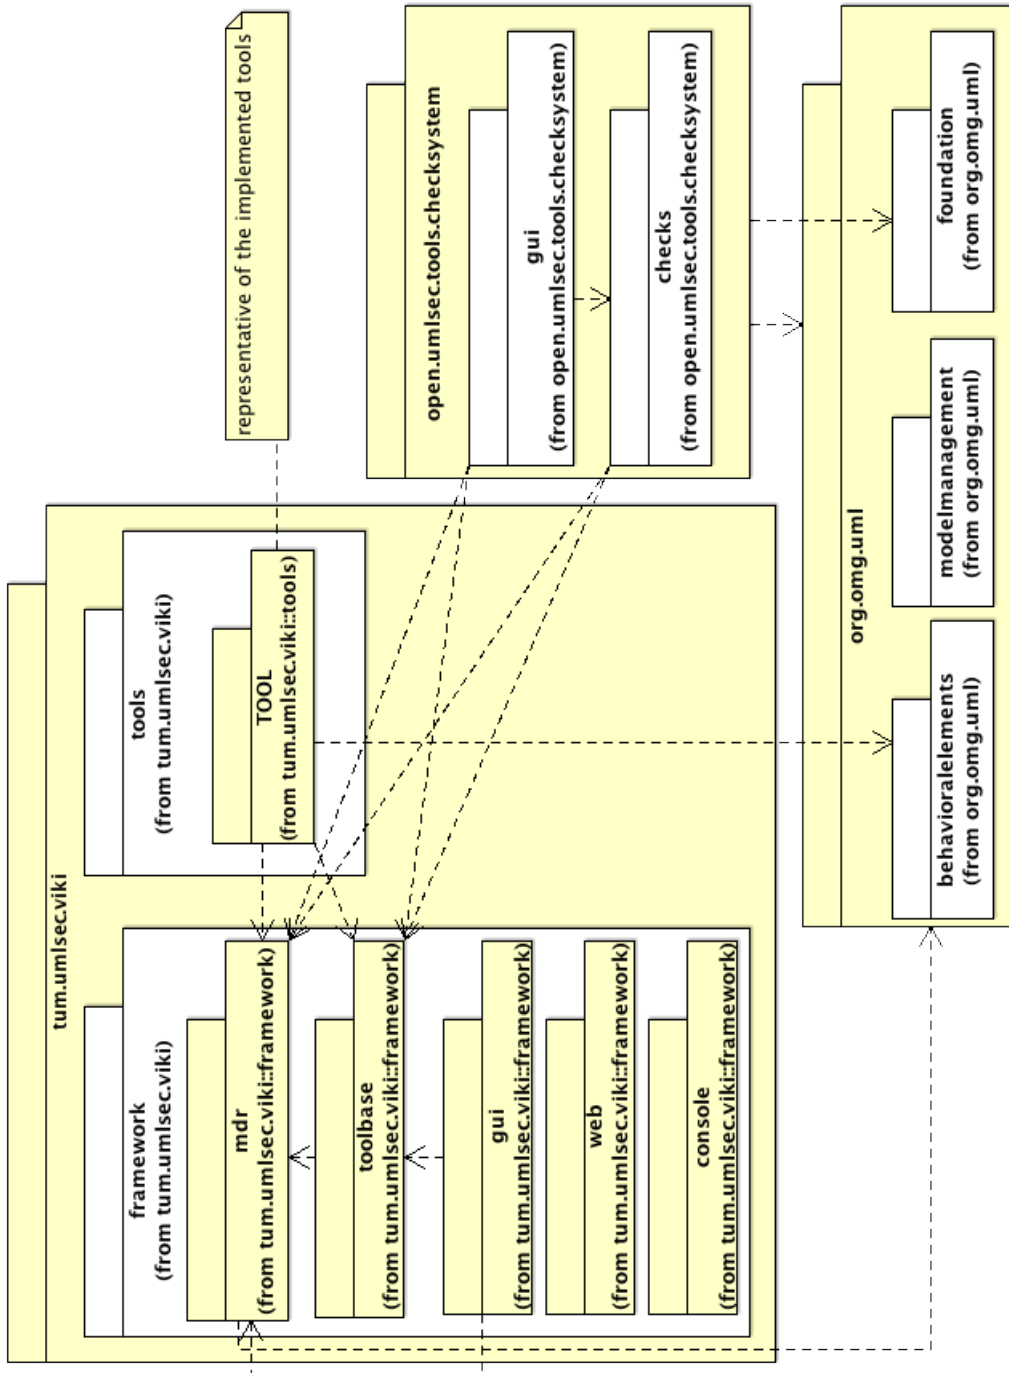 representative of the implemented tools
tum.umlsec.viki
framework
(from tum.umlsec.viki)
mdr
(from tum.umlsec.viki::framework)
toolbase
(from tum.umlsec.viki::framework)
gui
(from tum.umlsec.viki::framework)
web
(from tum.umlsec.viki::framework)
console
(from tum.umlsec.viki::framework)
tools
(from tum.umlsec.viki)
TOOL
(from tum.umlsec.viki::tools)
open.umlsec.tools.checksystem
gui
(from open.umlsec.tools.checksystem)
checks
(from open.umlsec.tools.checksystem)
org.omg.uml
behavioralelements
(from org.omg.uml)
modelmanagement
(from org.omg.uml)
foundation
(from org.omg.uml)